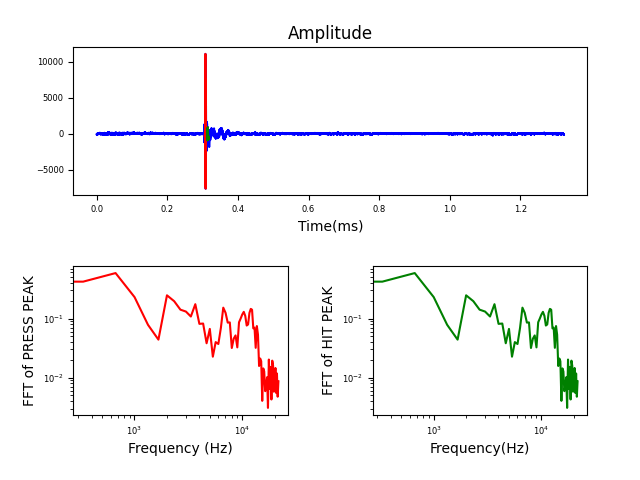 Amplitude
10000
5000
0
−5000
0.0 0.2 0.4 0.6 0.8 1.0 1.2
Time(ms)
FFT of PRESS PEAK
10⁻¹
10⁻²
10³ 10⁴
Frequency (Hz)
FFT of HIT PEAK
10⁻¹
10⁻²
10³ 10⁴
Frequency(Hz)